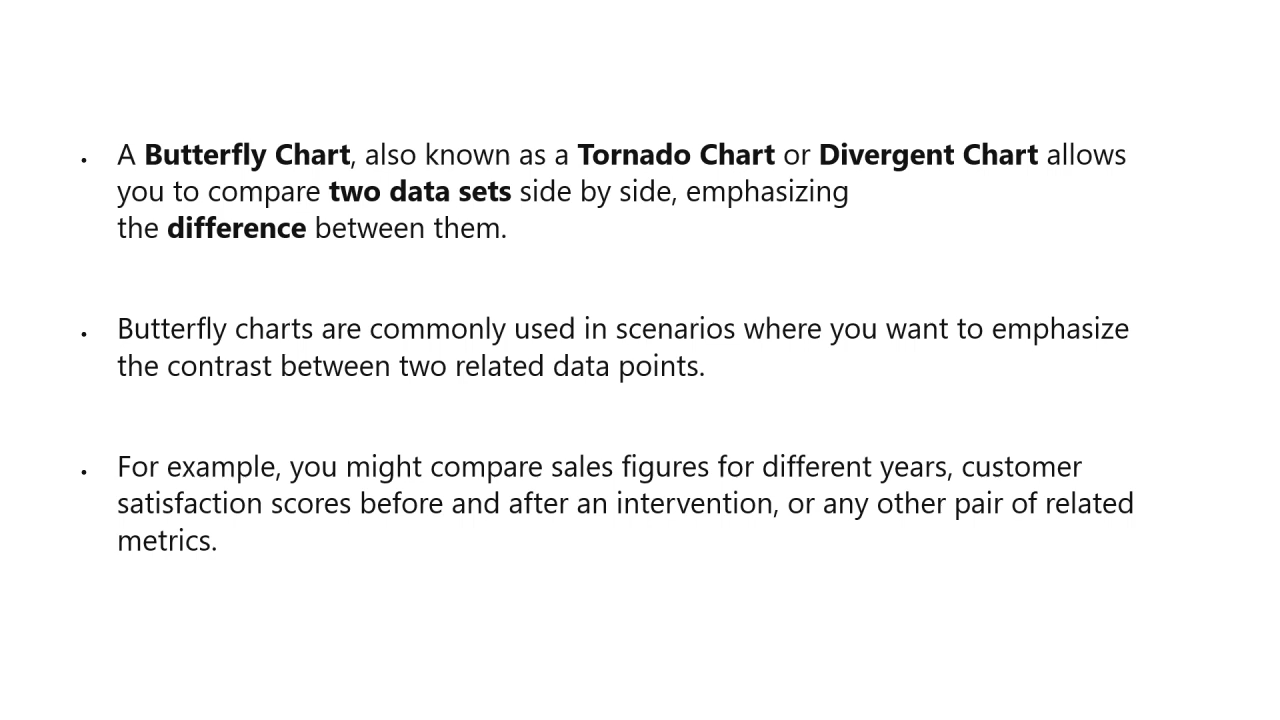 • A Butterfly Chart, also known as a Tornado Chart or Divergent Chart allows
you to compare two data sets side by side, emphasizing
the difference between them.
• Butterfly charts are commonly used in scenarios where you want to emphasize
the contrast between two related data points.
• For example, you might compare sales figures for different years, customer
satisfaction scores before and after an intervention, or any other pair of related
metrics.